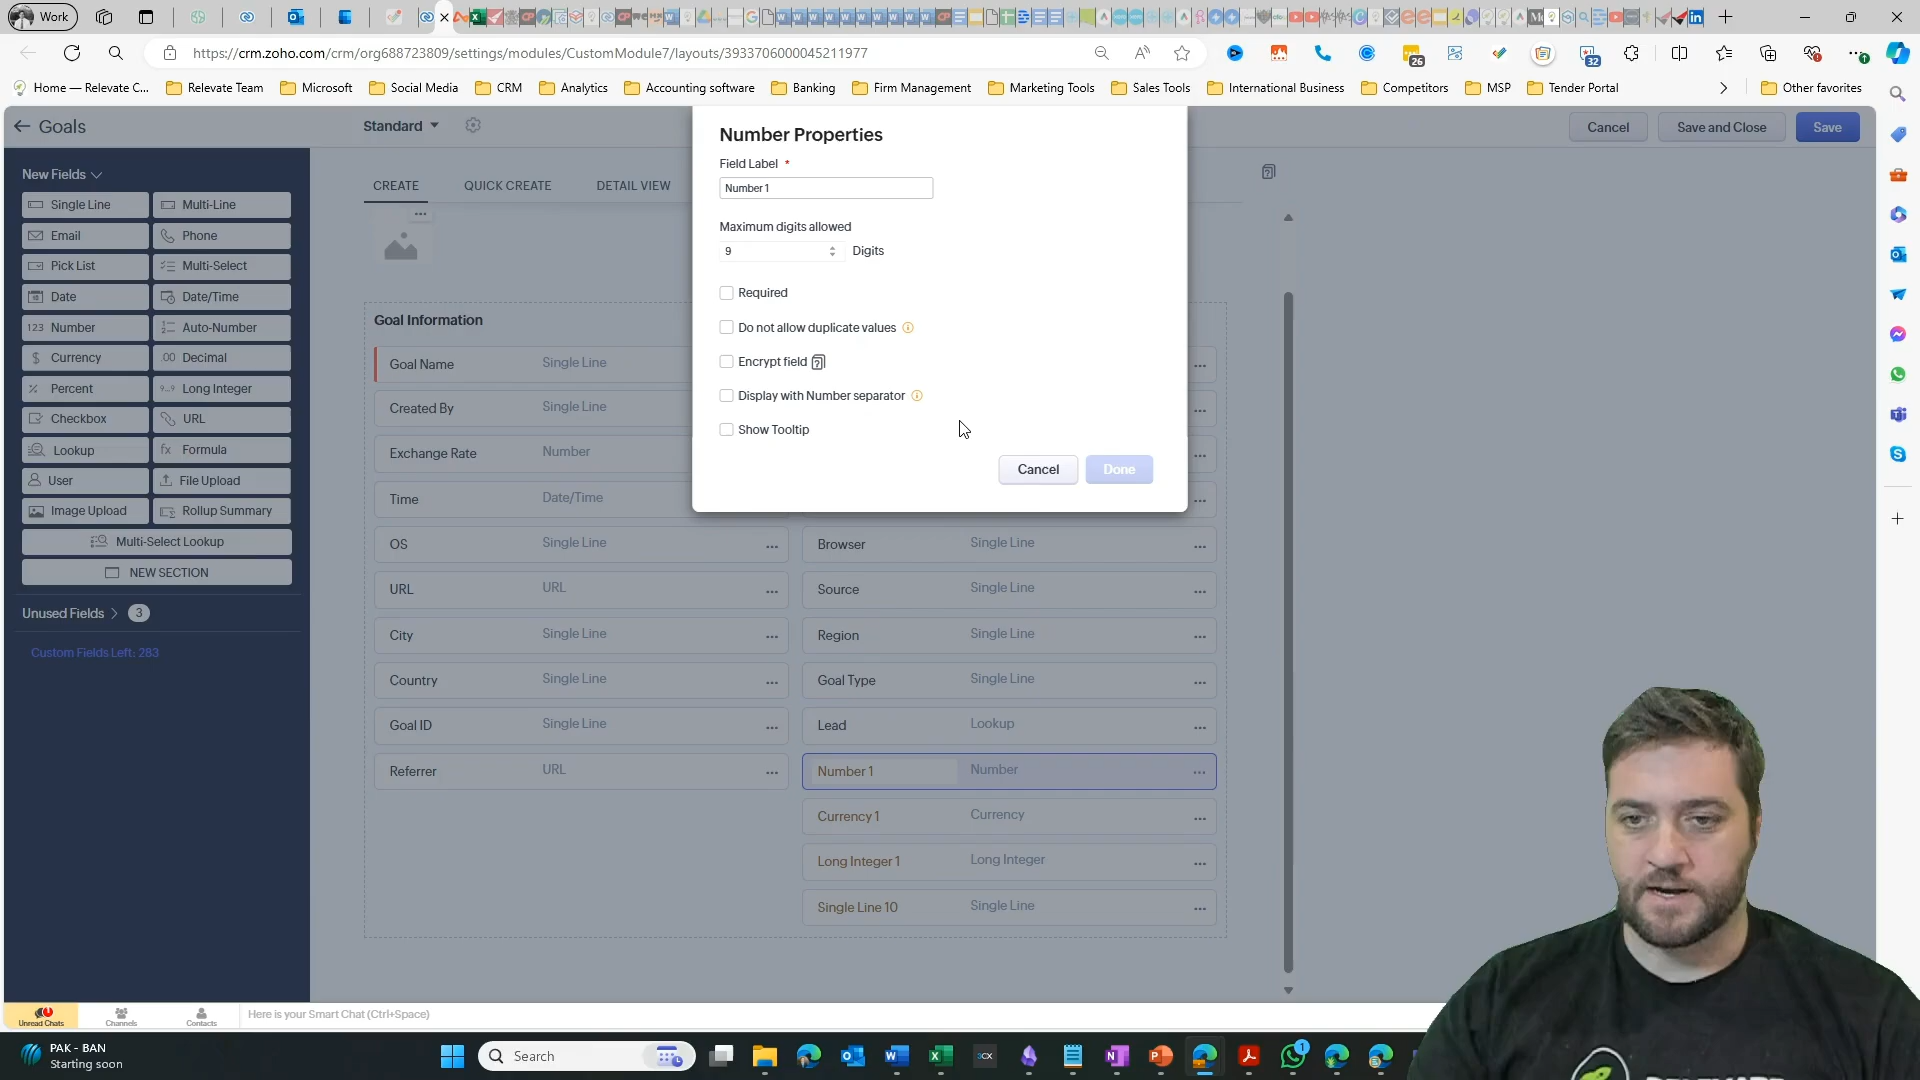 Work
https://crm.zoho.com/crm/org688723809/settings/modules/CustomModule7/layouts/3933706000045211977
26
32
Home — Relevate C...
Relevate Team
Microsoft
Social Media
CRM
Analytics
Accounting software
Banking
Firm Management
Marketing Tools
Sales Tools
International Business
Competitors
MSP
Tender Portal
Other favorites
Goals
Standard
Cancel
Save and Close
Save
New Fields
Single Line
Multi-Line
Email
Phone
Pick List
Multi-Select
Date
Date/Time
123 Number
Auto-Number
$ Currency
.00 Decimal
% Percent
Long Integer
Checkbox
URL
Lookup
fx Formula
User
File Upload
Image Upload
Rollup Summary
Multi-Select Lookup
NEW SECTION
Unused Fields
3
Custom Fields Left: 283
CREATE
QUICK CREATE
DETAIL VIEW
Goal Information
Goal Name Single Line
Created By Single Line
Exchange Rate Number
Time Date/Time
OS Single Line
Browser Single Line
URL URL
Source Single Line
City Single Line
Region Single Line
Country Single Line
Goal Type Single Line
Goal ID Single Line
Lead Lookup
Referrer URL
Number 1 Number
Currency 1 Currency
Long Integer 1 Long Integer
Single Line 10 Single Line
Number Properties
Field Label *
Number 1
Maximum digits allowed
9 Digits
Required
Do not allow duplicate values
Encrypt field
Display with Number separator
Show Tooltip
Cancel
Done
Unread Chats
Channels
Contacts
Here is your Smart Chat (Ctrl+Space)
PAK - BAN
Starting soon
Search
3CX
1